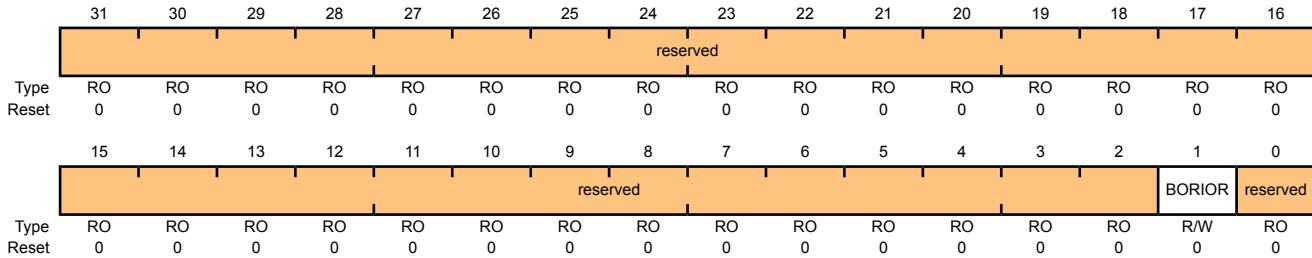 31 30 29 28 27 26 25 24 23 22 21 20 19 18 17 16
reserved
Type RO RO RO RO RO RO RO RO RO RO RO RO RO RO RO RO
Reset 0 0 0 0 0 0 0 0 0 0 0 0 0 0 0 0
15 14 13 12 11 10 9 8 7 6 5 4 3 2 1 0
reserved BORIOR reserved
Type RO RO RO RO RO RO RO RO RO RO RO RO RO RO R/W RO
Reset 0 0 0 0 0 0 0 0 0 0 0 0 0 0 0 0